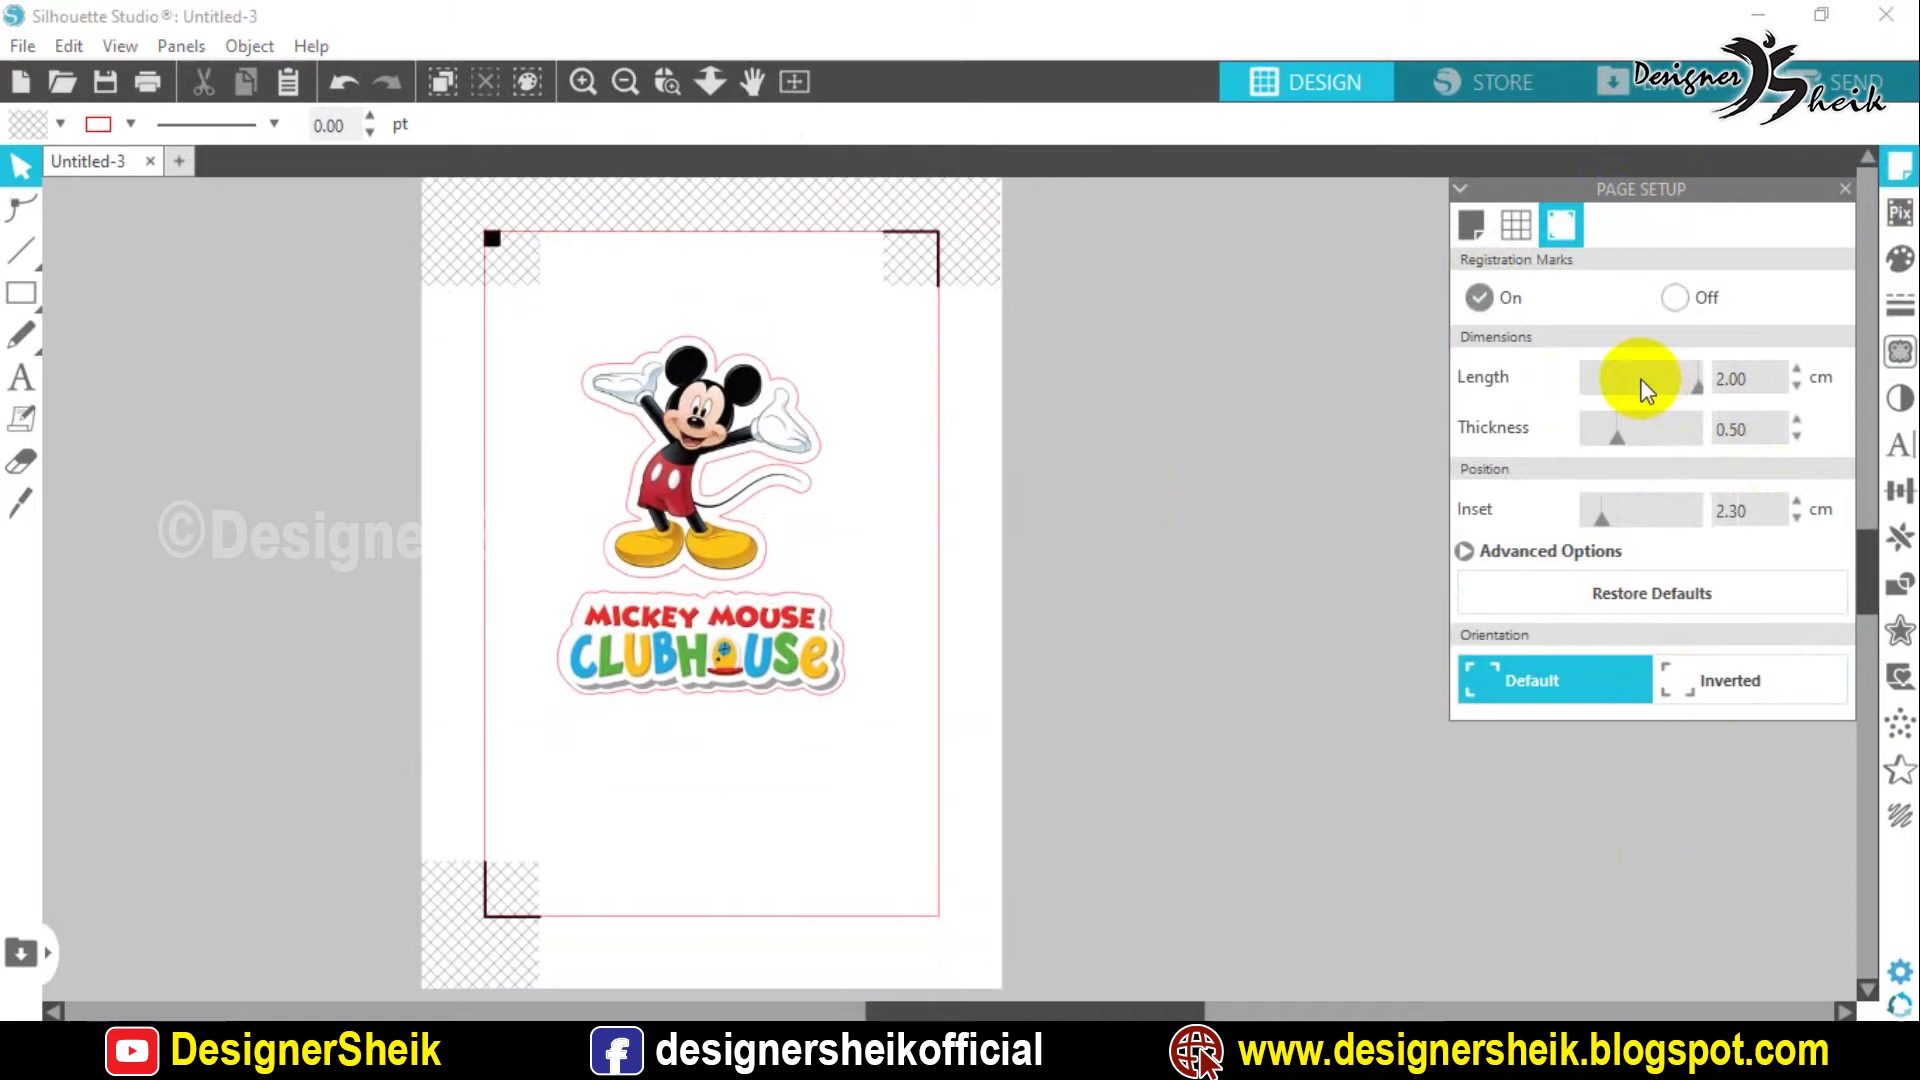 Silhouette Studio®: Untitled-3
File Edit View Panels Object Help
DESIGN STORE SEND
Designer Sheik
0.00 pt
Untitled-3
PAGE SETUP
Registration Marks
On Off
Dimensions
Length 2.00 cm
Thickness 0.50
Position
Inset 2.30 cm
Advanced Options
Restore Defaults
Orientation
Default Inverted
Pix
©Designe
MICKEY MOUSE
CLUBHOUSE
DesignerSheik designersheikofficial www.designersheik.blogspot.com